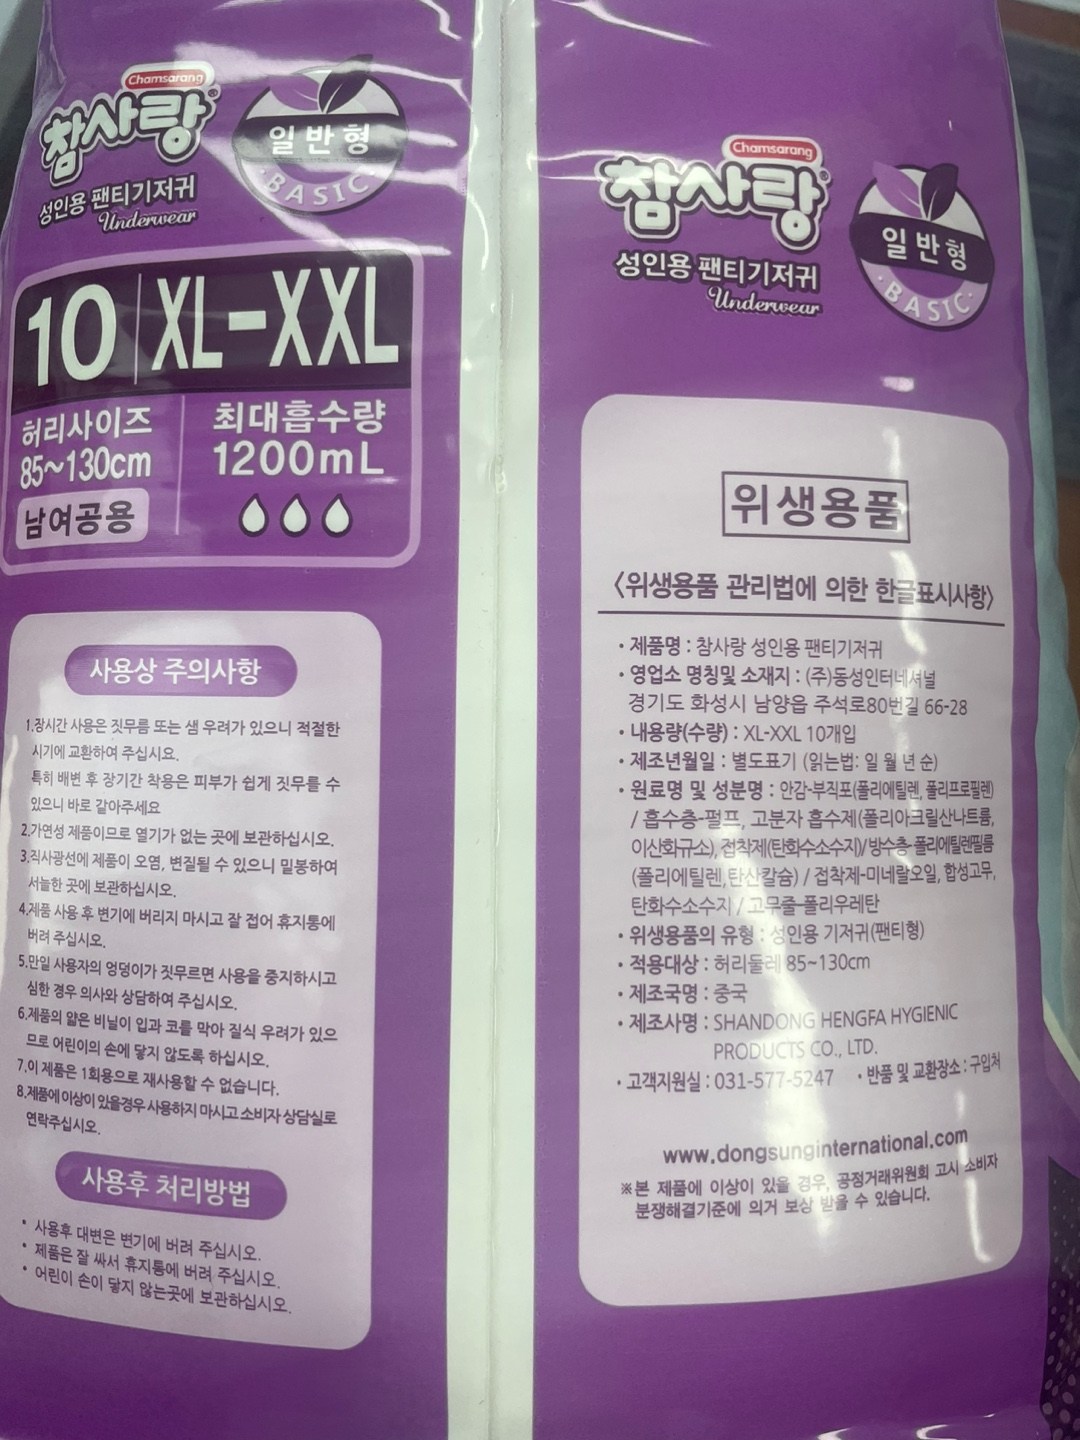 Chamsarang
참사랑®
성인용 팬티기저귀
Underwear
일반형
·BASIC·
10 XL-XXL
허리사이즈
85~130cm
남여공용
최대흡수량
1200mL
사용상 주의사항
1.장시간 사용은 짓무름 또는 샘 우려가 있으니 적절한
시기에 교환하여 주십시요.
특히 배변 후 장기간 착용은 피부가 쉽게 짓무를 수
있으니 바로 갈아주세요
2.가연성 제품이므로 열기가 없는 곳에 보관하십시오.
3.직사광선에 제품이 오염, 변질될 수 있으니 밀봉하여
서늘한 곳에 보관하십시오.
4.제품 사용 후 변기에 버리지 마시고 잘 접어 휴지통에
버려 주십시오.
5.만일 사용자의 엉덩이가 짓무르면 사용을 중지하시고
심한 경우 의사와 상담하여 주십시오.
6.제품의 얇은 비닐이 입과 코를 막아 질식 우려가 있으
므로 어린이의 손에 닿지 않도록 하십시오.
7.이 제품은 1회용으로 재사용할 수 없습니다.
8.제품에 이상이 있을경우 사용하지 마시고 소비자 상담실로
연락주십시오.
사용후 처리방법
• 사용후 대변은 변기에 버려 주십시오.
• 제품은 잘 싸서 휴지통에 버려 주십시오.
• 어린이 손이 닿지 않는곳에 보관하십시오.
Chamsarang
참사랑®
성인용 팬티기저귀
Underwear
일반형
·BASIC·
위생용품
<위생용품 관리법에 의한 한글표시사항>
• 제품명 : 참사랑 성인용 팬티기저귀
• 영업소 명칭및 소재지 : (주)동성인터네셔널
경기도 화성시 남양읍 주석로80번길 66-28
• 내용량(수량) : XL-XXL 10개입
• 제조년월일 : 별도표기 (읽는법: 일 월 년 순)
• 원료명 및 성분명 : 안감-부직포(폴리에틸렌, 폴리프로필렌)
/ 흡수층-펄프, 고분자 흡수제(폴리아크릴산나트륨,
이산화규소), 접착제(탄화수소수지)/방수층-폴리에틸렌필름
(폴리에틸렌,탄산칼슘) / 접착제-미네랄오일, 합성고무,
탄화수소수지 / 고무줄-폴리우레탄
• 위생용품의 유형 : 성인용 기저귀(팬티형)
• 적용대상 : 허리둘레 85~130cm
• 제조국명 : 중국
• 제조사명 : SHANDONG HENGFA HYGIENIC
PRODUCTS CO., LTD.
• 고객지원실 : 031-577-5247 • 반품 및 교환장소 : 구입처
www.dongsunginternational.com
※본 제품에 이상이 있을 경우, 공정거래위원회 고시 소비자
분쟁해결기준에 의거 보상 받을 수 있습니다.